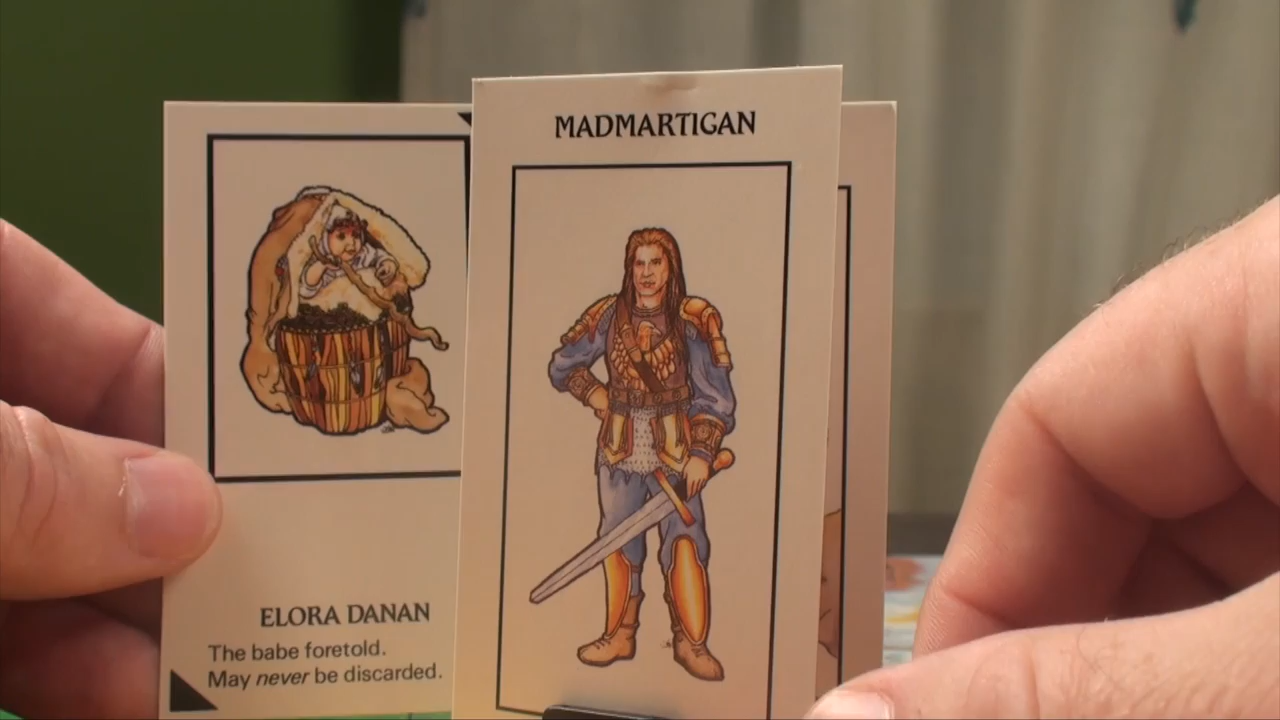 MADMARTIGAN
ELORA DANAN
The babe foretold.
May never be discarded.